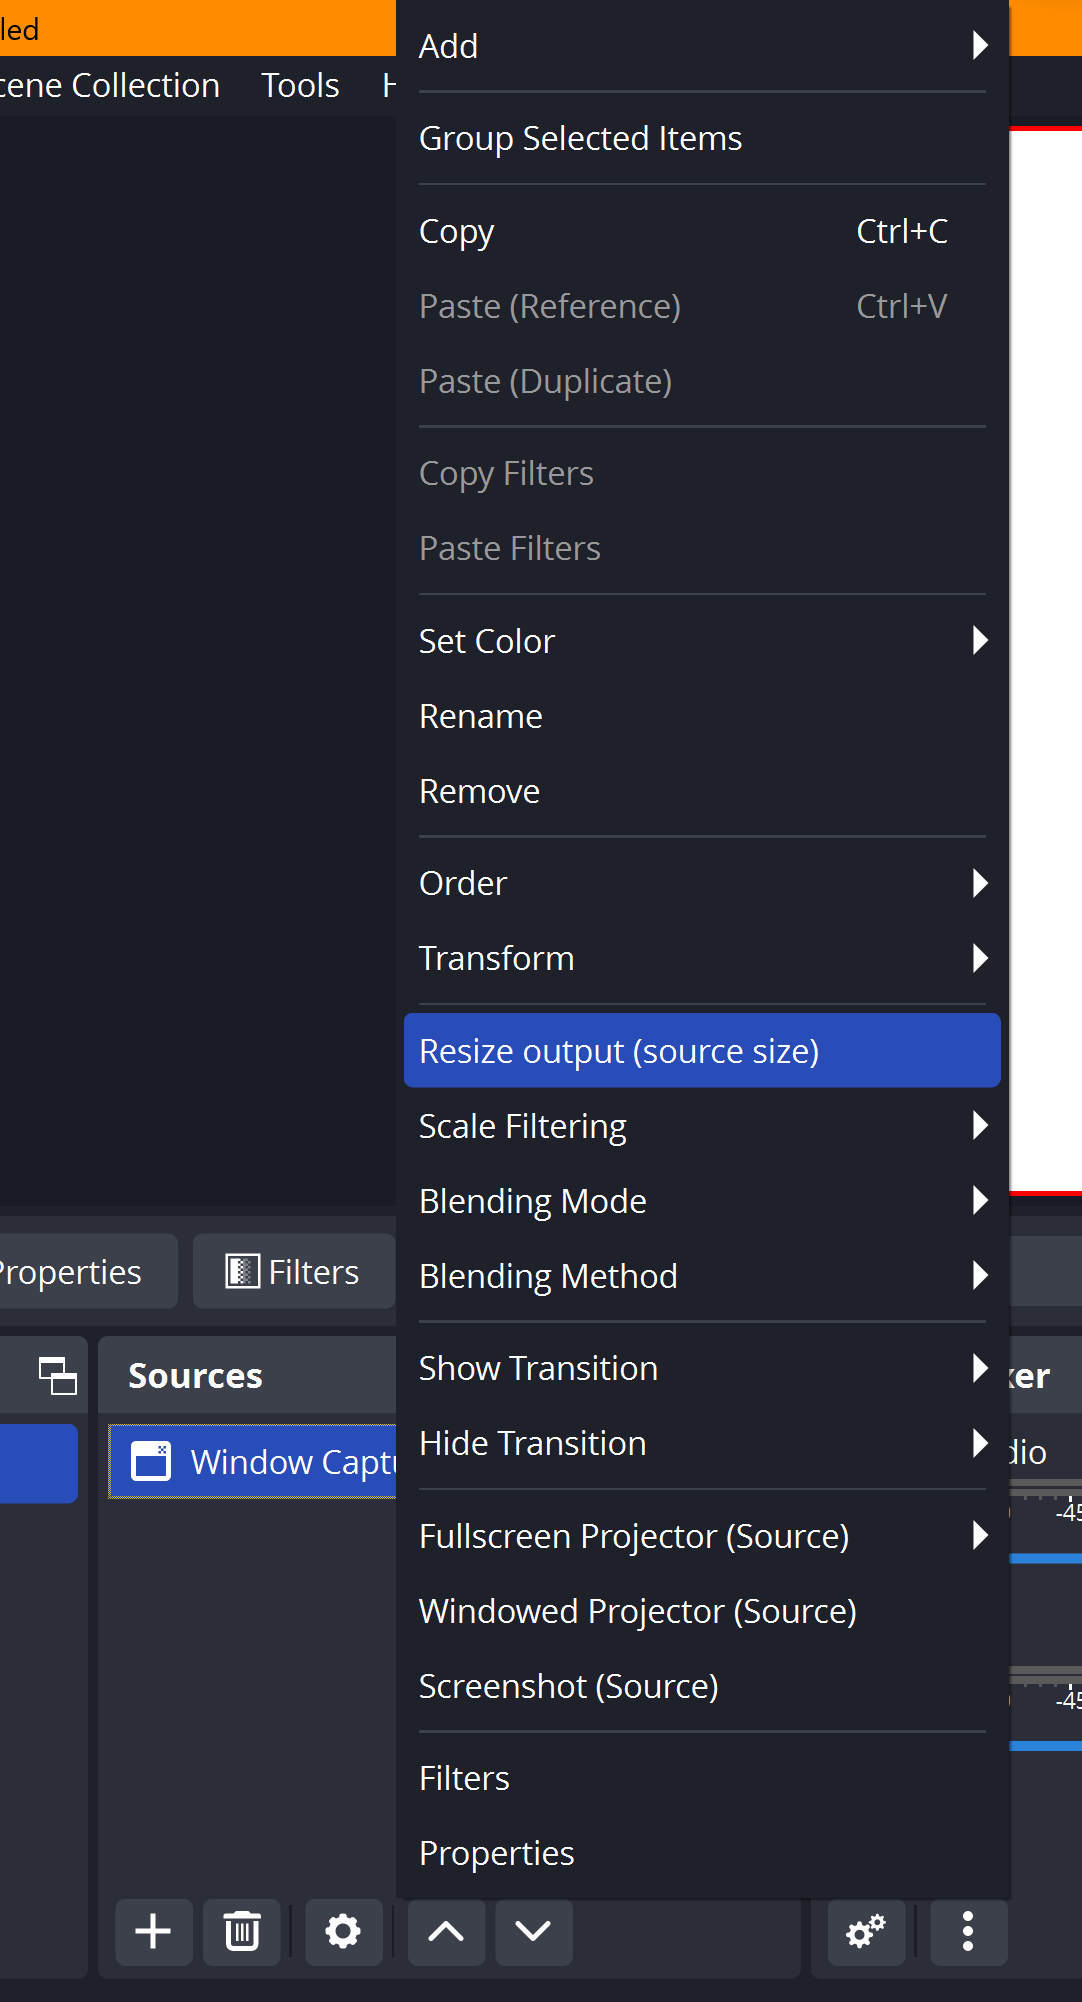 led
cene Collection Tools H
Add
Group Selected Items
Copy Ctrl+C
Paste (Reference) Ctrl+V
Paste (Duplicate)
Copy Filters
Paste Filters
Set Color
Rename
Remove
Order
Transform
Resize output (source size)
Scale Filtering
Blending Mode
Blending Method
Show Transition
Hide Transition
Fullscreen Projector (Source)
Windowed Projector (Source)
Screenshot (Source)
Filters
Properties
Properties Filters
Sources
Window Captu
xer
dio
-45
-45